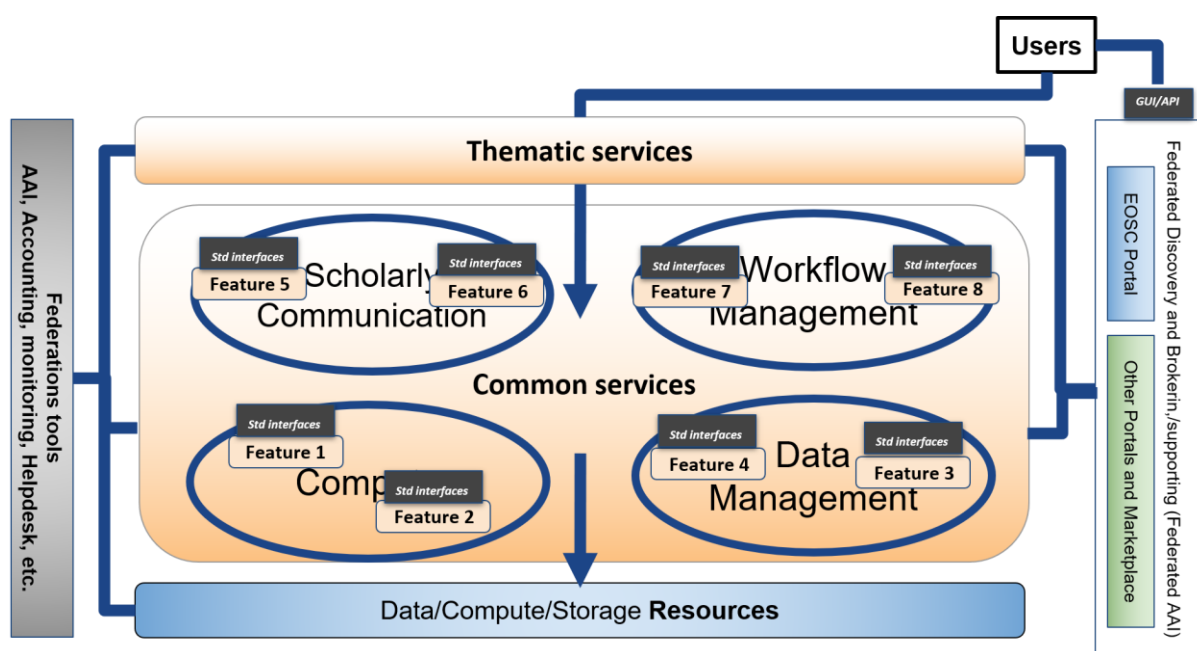 Users
GUI/API
Thematic services
Std interfaces
Feature 5
Scholarly
Communication
Std interfaces
Feature 6
Std interfaces
Feature 7
Workflow
Management
Std interfaces
Feature 8
Common services
Std interfaces
Feature 1
Comp
Std interfaces
Feature 2
Std interfaces
Feature 4
Data
Management
Std interfaces
Feature 3
Data/Compute/Storage Resources
Federations tools
AAI, Accounting, monitoring, Helpdesk, etc.
Federated Discovery and Brokerin,/supporting (Federated AAI)
EOSC Portal
Other Portals and Marketplace